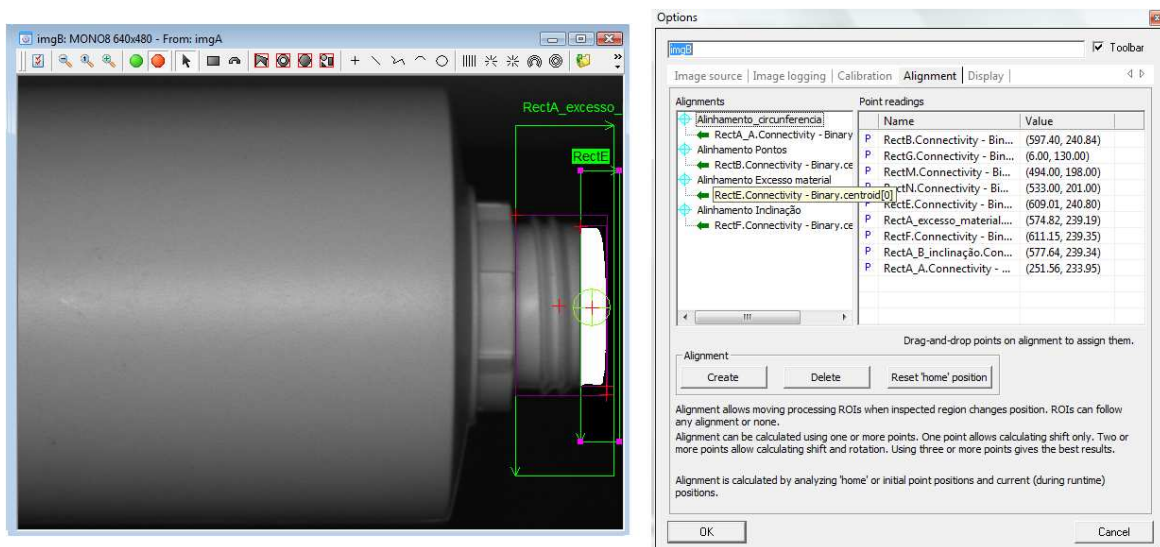 imgB: MONO8 640x480 - From: imgA
RectA_excesso_
RectE
Options
imgB
Toolbar
Image source | Image logging | Calibration | Alignment | Display |
Alignments
Alinhamento_circunferencia
RectA_A.Connectivity - Binary
Alinhamento Pontos
RectB.Connectivity - Binary.ce
Alinhamento Excesso material
RectE.Connectivity - Binary.centroid[0]
Alinhamento Indinação
RectF.Connectivity - Binary.ce
Point readings
Name Value
P RectB.Connectivity - Bin... (597.40, 240.84)
P RectG.Connectivity - Bin... (6.00, 130.00)
P RectM.Connectivity - Bi... (494.00, 198.00)
RectN.Connectivity - Bi... (533.00, 201.00)
RectE.Connectivity - Bin... (609.01, 240.80)
P RectA_excesso_material.... (574.82, 239.19)
P RectF.Connectivity - Bin... (611.15, 239.35)
P RectA_B_inclinação.Con... (577.64, 239.34)
P RectA_A.Connectivity - ... (251.56, 233.95)
Drag-and-drop points on alignment to assign them.
Alignment
Create Delete Reset 'home' position
Alignment allows moving processing ROIs when inspected region changes position. ROIs can follow
any alignment or none.
Alignment can be calculated using one or more points. One point allows calculating shift only. Two or
more points allow calculating shift and rotation. Using three or more points gives the best results.
Alignment is calculated by analyzing 'home' or initial point positions and current (during runtime)
positions.
OK Cancel